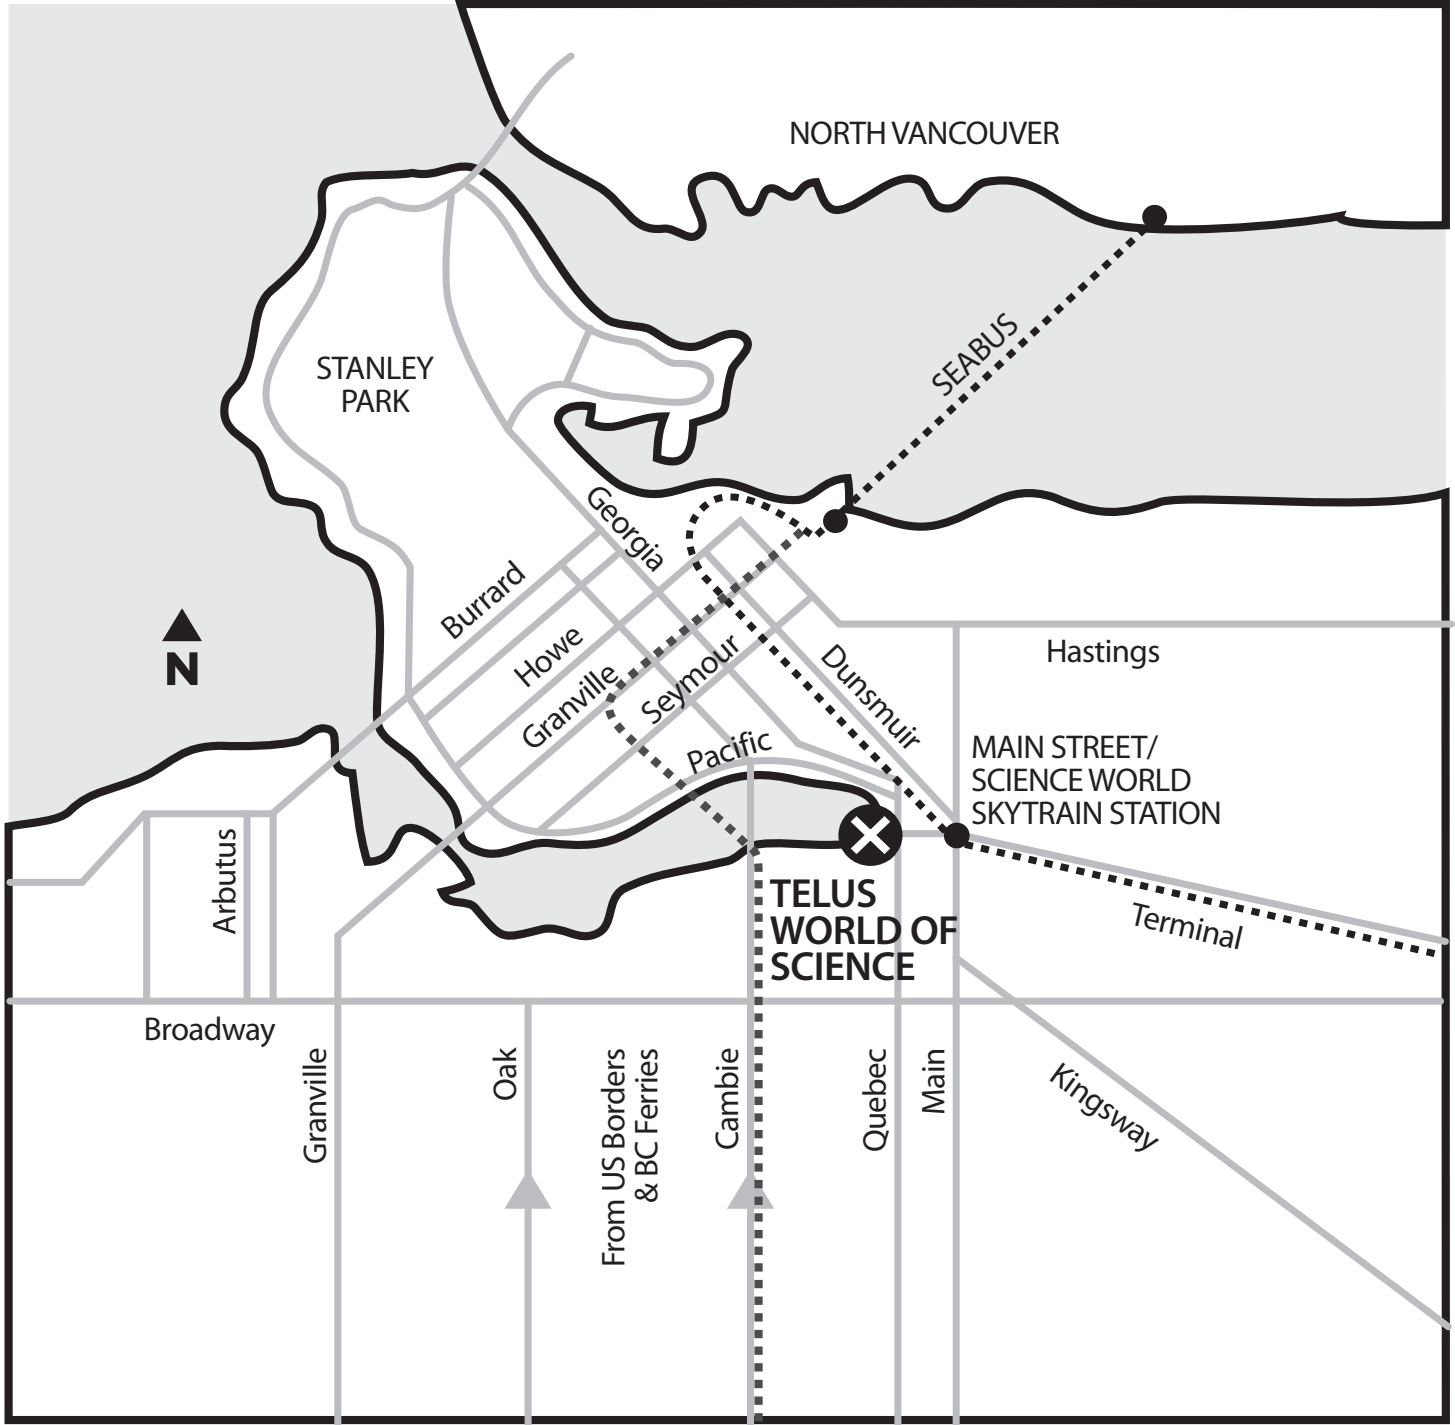 NORTH VANCOUVER
SEABUS
STANLEY
PARK
Georgia
Burrard
Howe
Granville
Seymour
Dunsmuir
Pacific
Hastings
N
MAIN STREET/
SCIENCE WORLD
SKYTRAIN STATION
Arbutus
TELUS
WORLD OF
SCIENCE
Terminal
Broadway
Granville
Oak
From US Borders
& BC Ferries
Cambie
Quebec
Main
Kingsway